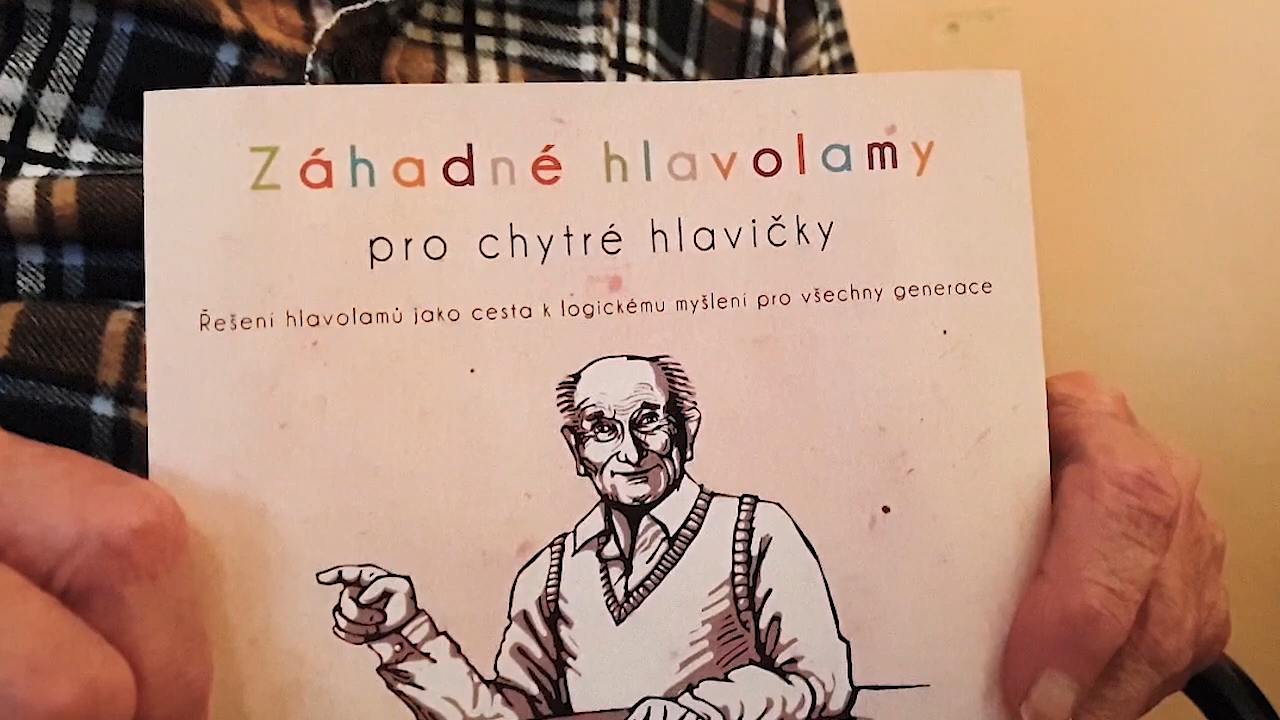 Záhadné hlavolamy
pro chytré hlavičky
Řešení hlavolamů jako cesta k logickému myšlení pro všechny generace